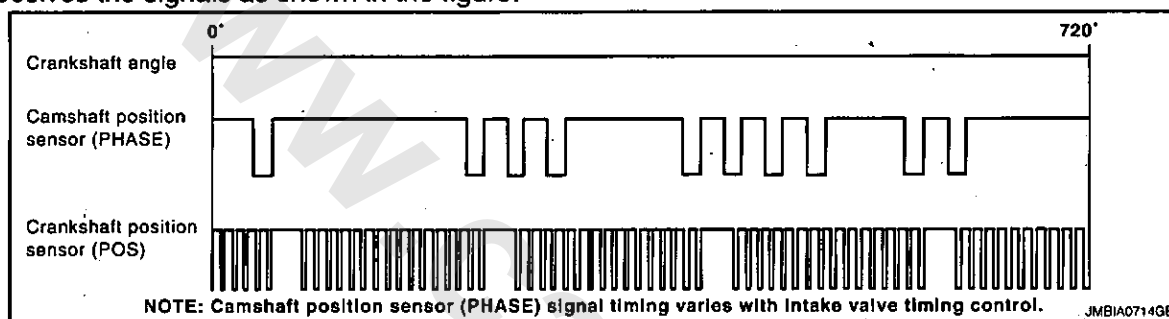 receives the signals as shown in the figure.
0° 720°
Crankshaft angle
Camshaft position
sensor (PHASE)
Crankshaft position
sensor (POS)
NOTE: Camshaft position sensor (PHASE) signal timing varies with intake valve timing control.
JMBIA0714GB
www.